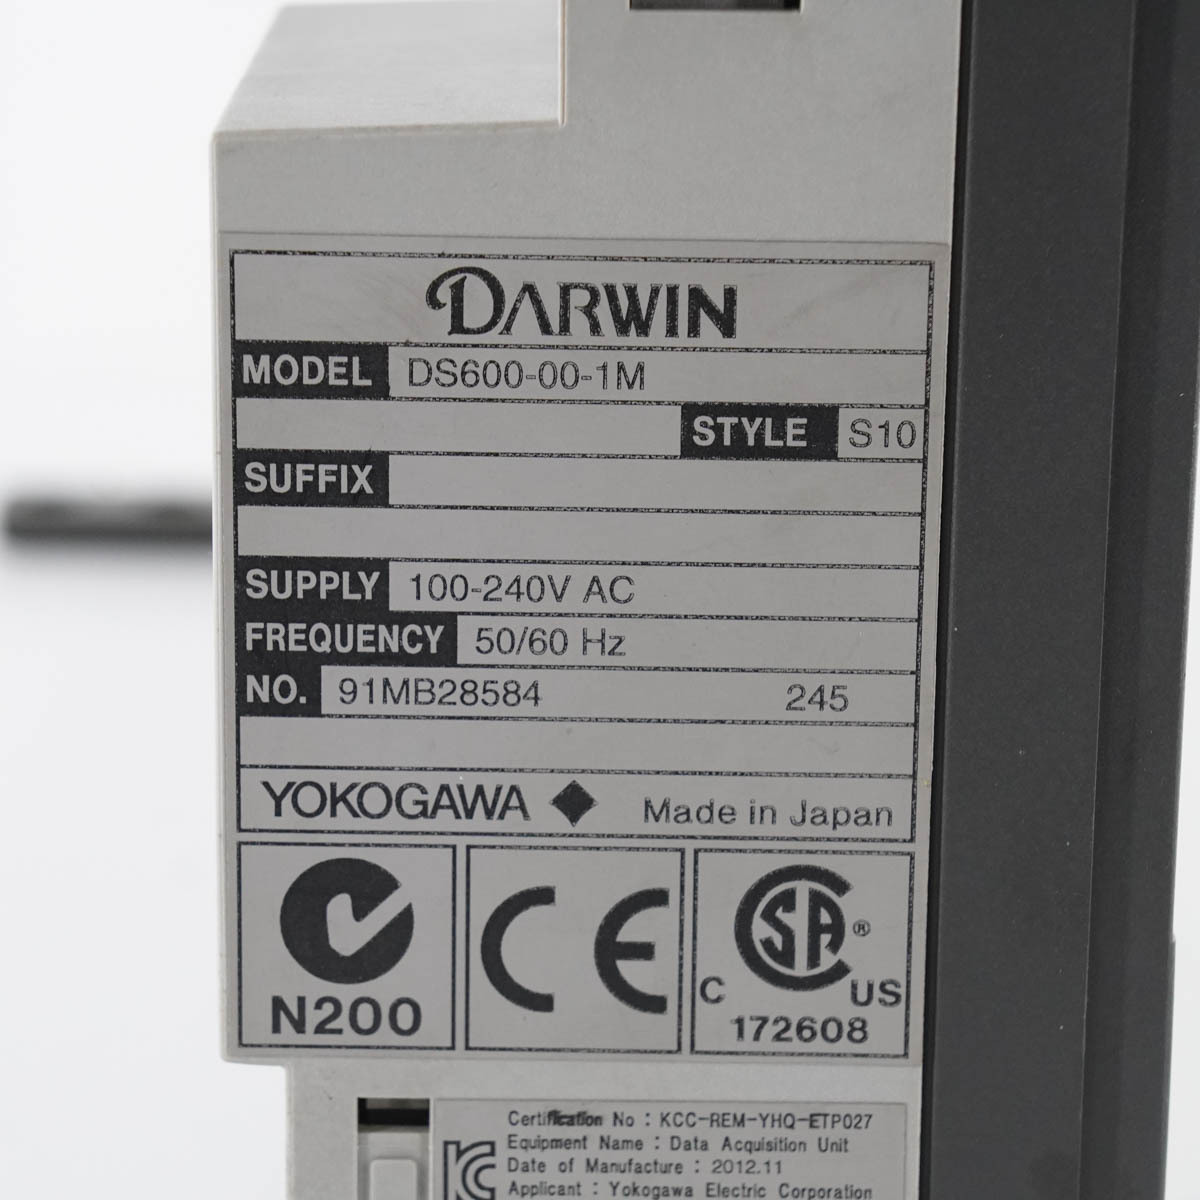 DARWIN
MODEL DS600-00-1M
STYLE S10
SUFFIX
SUPPLY 100-240V AC
FREQUENCY 50/60 Hz
NO. 91MB28584 245
YOKOGAWA Made in Japan
N200
CE
CSA ®
C US
172608
Certification No : KCC-REM-YHQ-ETP027
Equipment Name : Data Acquisition Unit
Date of Manufacture : 2012.11
Applicant : Yokogawa Electric Corporation